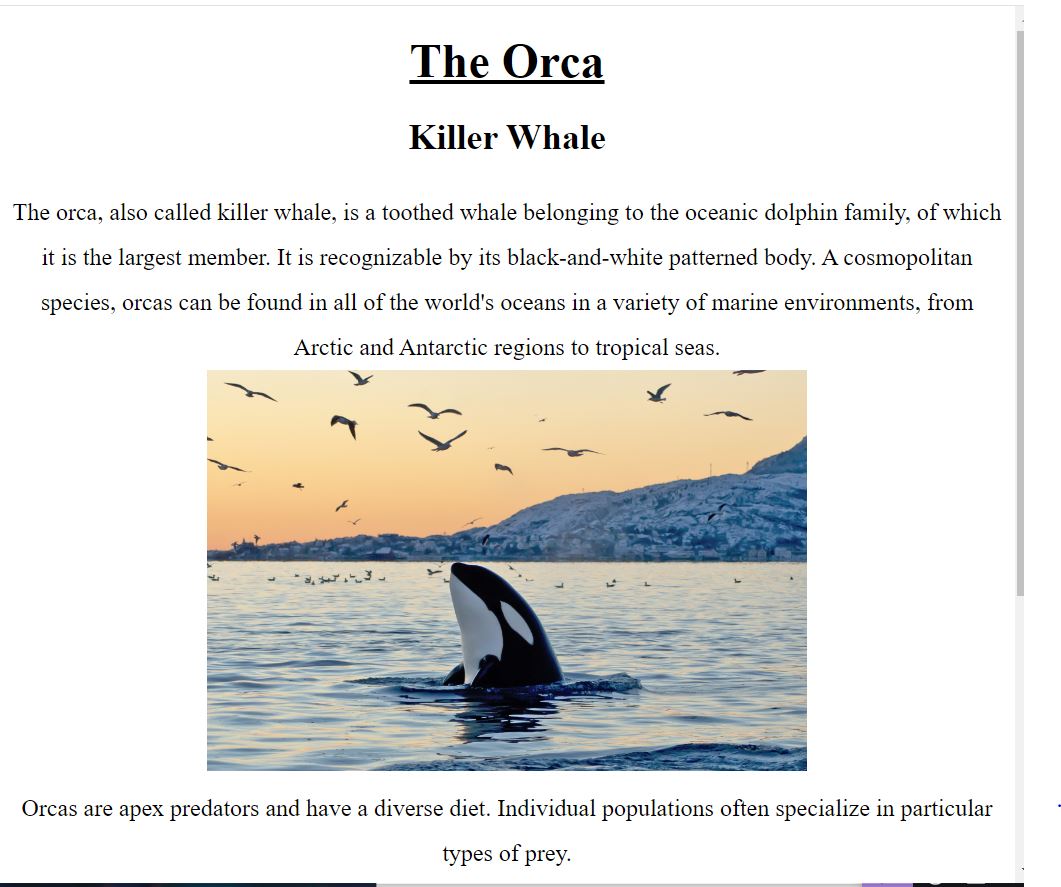 The Orca
Killer Whale
The orca, also called killer whale, is a toothed whale belonging to the oceanic dolphin family, of which
it is the largest member. It is recognizable by its black-and-white patterned body. A cosmopolitan
species, orcas can be found in all of the world's oceans in a variety of marine environments, from
Arctic and Antarctic regions to tropical seas.
Orcas are apex predators and have a diverse diet. Individual populations often specialize in particular
types of prey.